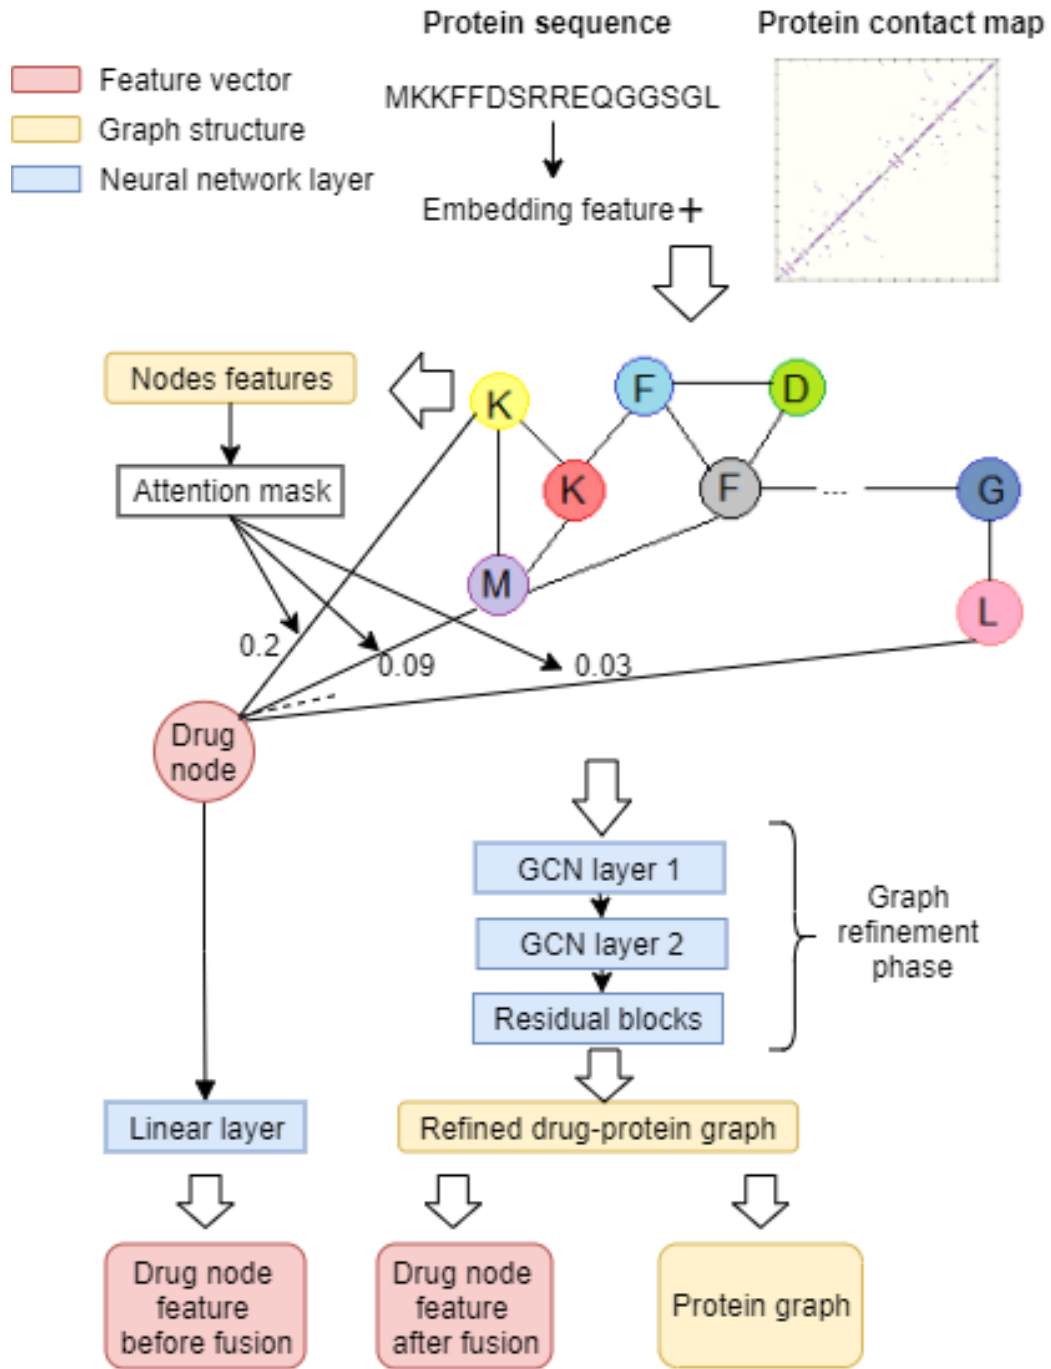 Protein sequence
Protein contact map
Feature vector
Graph structure
Neural network layer
MKKFFDSRREQGGSGL
Embedding feature +
Nodes features
Attention mask
K
F
D
K
F
...
G
M
L
0.2
0.09
0.03
Drug
node
GCN layer 1
GCN layer 2
Residual blocks
Graph
refinement
phase
Linear layer
Refined drug-protein graph
Drug node
feature
before fusion
Drug node
feature
after fusion
Protein graph